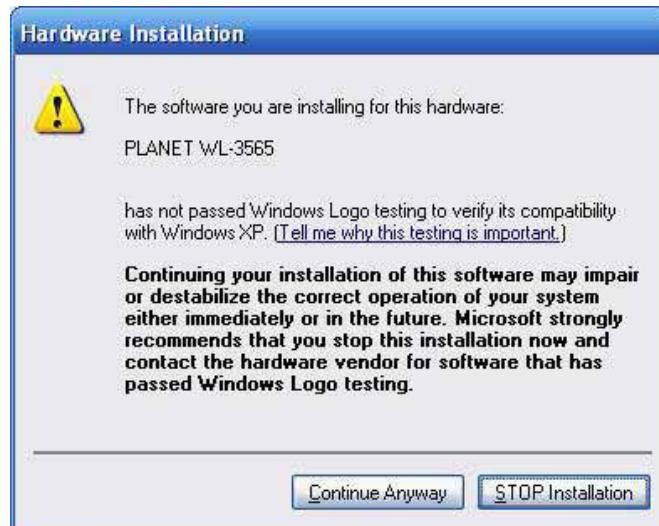 Hardware Installation
The software you are installing for this hardware:
PLANET WL-3565
has not passed Windows Logo testing to verify its compatibility
with Windows XP. (Tell me why this testing is important.)
Continuing your installation of this software may impair
or destabilize the correct operation of your system
either immediately or in the future. Microsoft strongly
recommends that you stop this installation now and
contact the hardware vendor for software that has
passed Windows Logo testing.
Continue Anyway STOP Installation